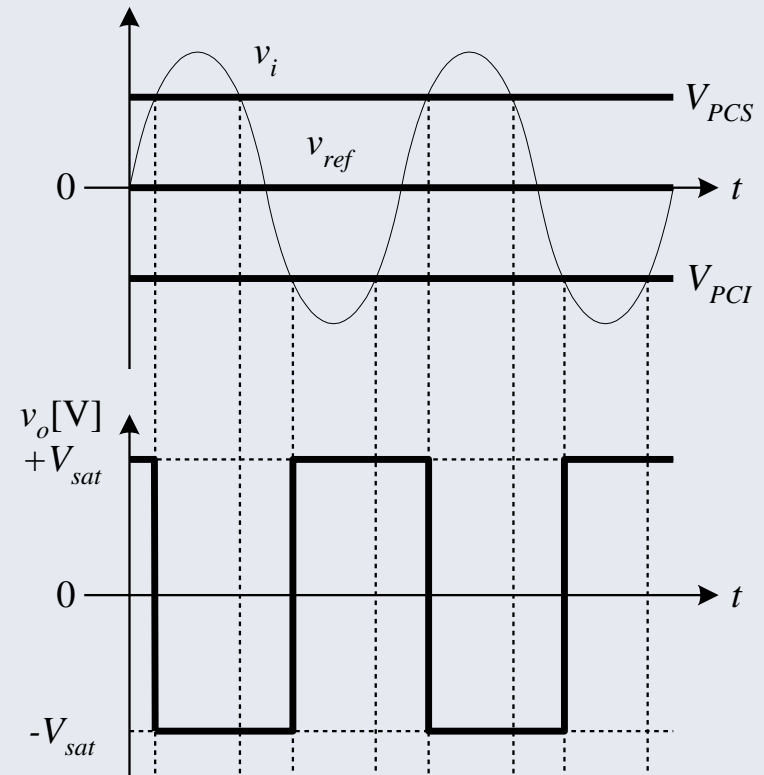 v_i
V_PCS
v_ref
0 t
V_PCI
v_o[V]
+V_sat
0 t
-V_sat